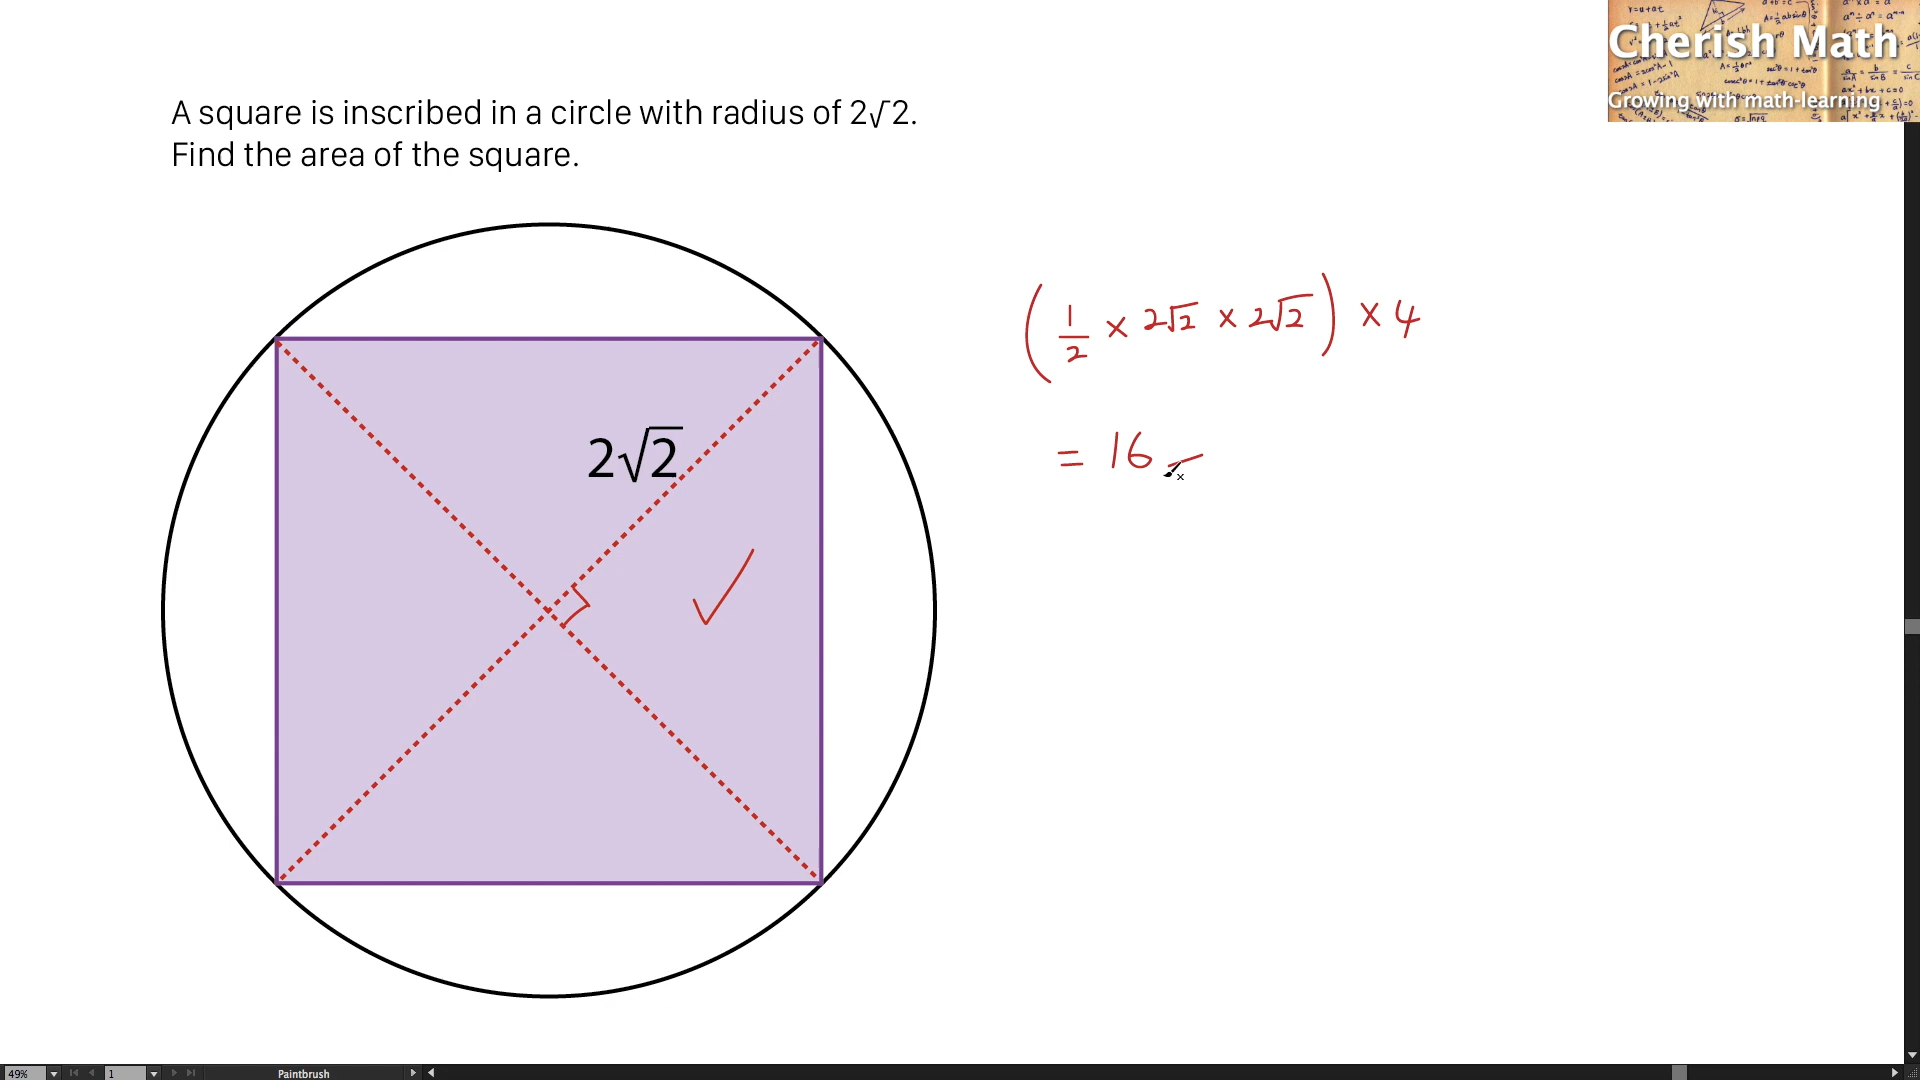 Cherish Math
Growing with math-learning
A square is inscribed in a circle with radius of 2√2.
Find the area of the square.
(1/2 × 2√2 × 2√2) × 4
2√2
= 16
49%
1
Paintbrush